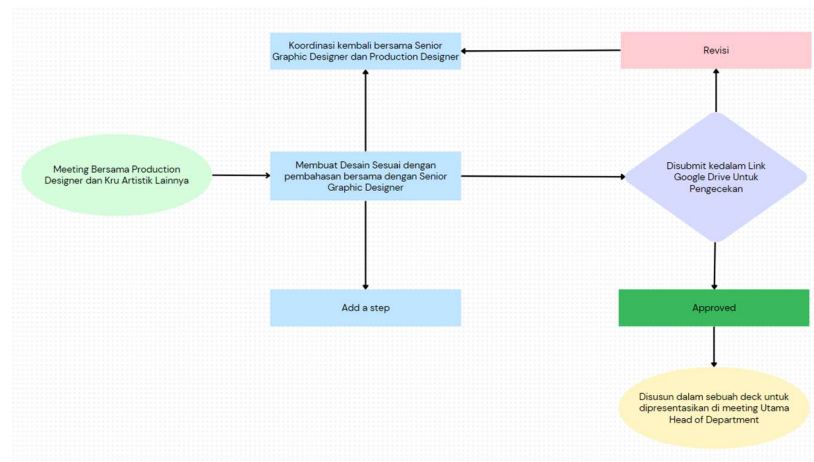 Koordinasi kembali bersama Senior
Graphic Designer dan Production Designer
Revisi
Meeting Bersama Production
Designer dan Kru Artistik Lainnya
Membuat Desain Sesuai dengan
pembahasan bersama dengan Senior
Graphic Designer
Disubmit kedalam Link
Google Drive Untuk
Pengecekan
Add a step
Approved
Disusun dalam sebuah deck untuk
dipresentasikan di meeting Utama
Head of Department